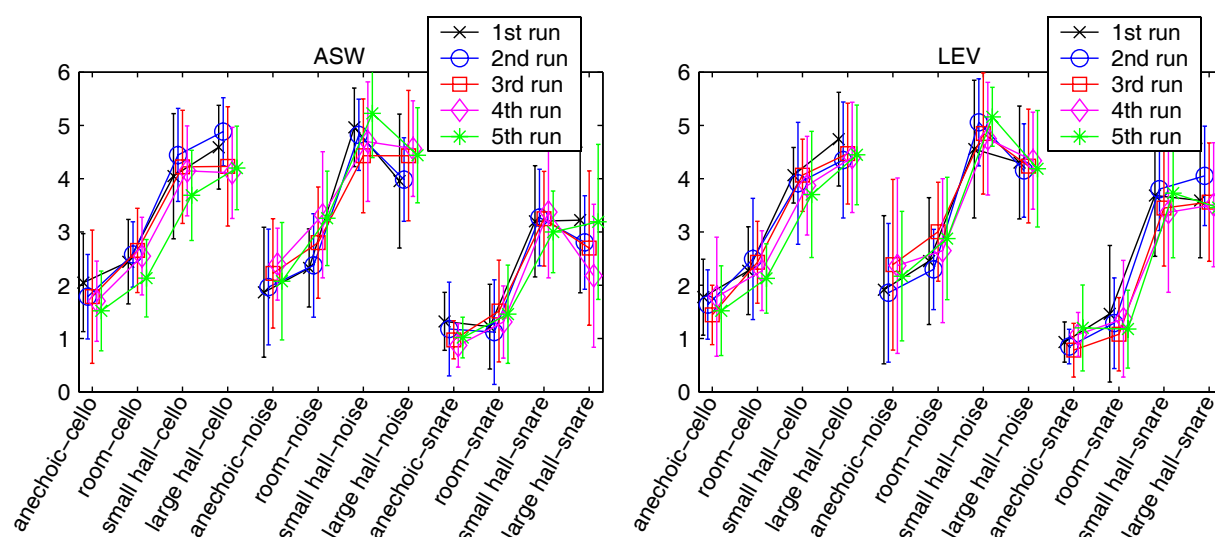 ASW
1st run
2nd run
3rd run
4th run
5th run
6
5
4
3
2
1
0
anechoic−cello
room−cello
small hall−cello
large hall−cello
anechoic−noise
room−noise
small hall−noise
large hall−noise
anechoic−snare
room−snare
small hall−snare
large hall−snare
LEV
1st run
2nd run
3rd run
4th run
5th run
6
5
4
3
2
1
0
anechoic−cello
room−cello
small hall−cello
large hall−cello
anechoic−noise
room−noise
small hall−noise
large hall−noise
anechoic−snare
room−snare
small hall−snare
large hall−snare